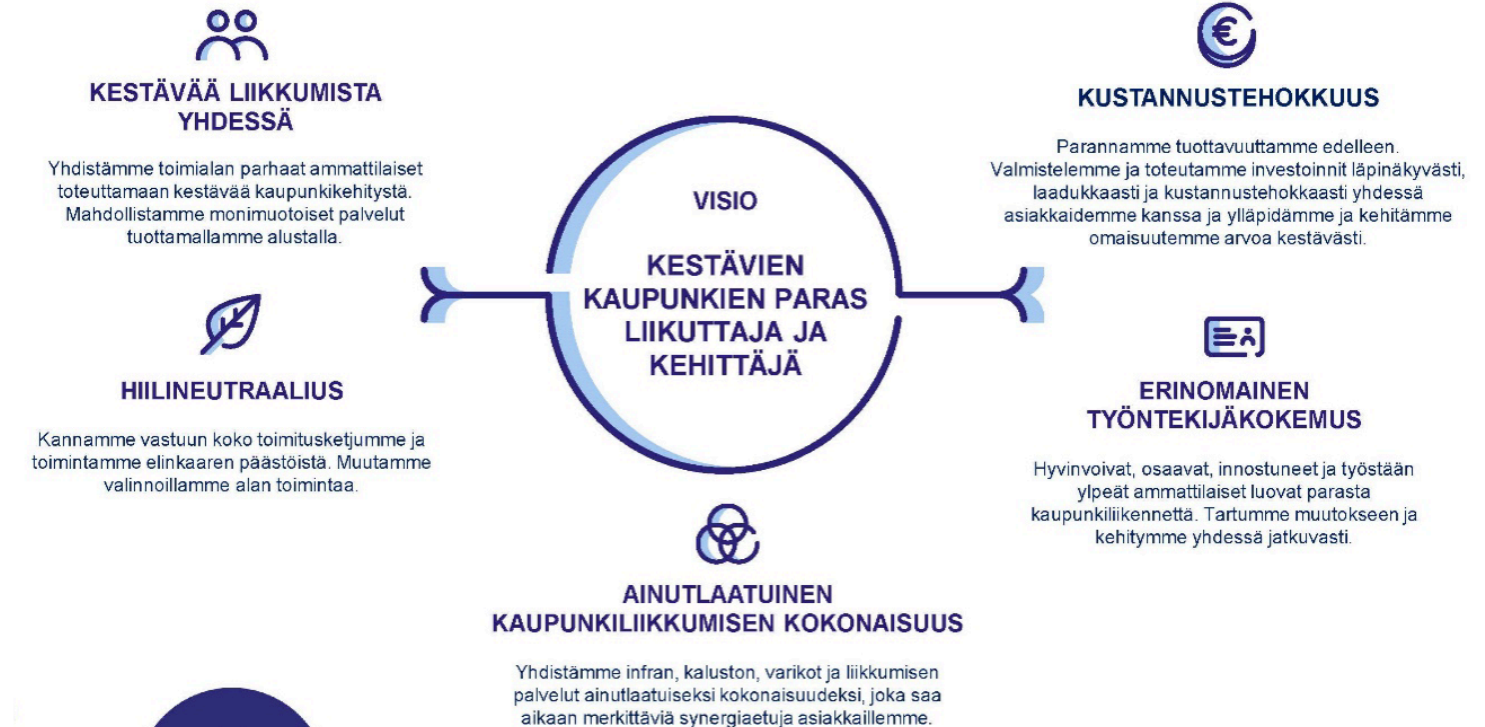 KESTÄVÄÄ LIIKKUMISTA
YHDESSÄ
Yhdistämme toimialan parhaat ammattilaiset
toteuttamaan kestävää kaupunkikehitystä.
Mahdollistamme monimuotoiset palvelut
tuottamallamme alustalla.
HIILINEUTRAALIUS
Kannamme vastuun koko toimitusketjumme ja
toimintamme elinkaaren päästöistä. Muutamme
valinnoillamme alan toimintaa.
VISIO
KESTÄVIEN
KAUPUNKIEN PARAS
LIIKUTTAJA JA
KEHITTÄJÄ
KUSTANNUSTEHOKKUUS
Parannamme tuottavuuttamme edelleen.
Valmistelemme ja toteutamme investoinnit läpinäkyvästi,
laadukkaasti ja kustannustehokkaasti yhdessä
asiakkaidemme kanssa ja ylläpidämme ja kehitämme
omaisuutemme arvoa kestävästi.
ERINOMAINEN
TYÖNTEKIJÄKOKEMUS
Hyvinvoivat, osaavat, innostuneet ja työstään
ylpeät ammattilaiset luovat parasta
kaupunkiliikennettä. Tartumme muutokseen ja
kehitymme yhdessä jatkuvasti.
AINUTLAATUINEN
KAUPUNKILIIKKUMISEN KOKONAISUUS
Yhdistämme infran, kaluston, varikot ja liikkumisen
palvelut ainutlaatuiseksi kokonaisuudeksi, joka saa
aikaan merkittäviä synergiaetuja asiakkaillemme.